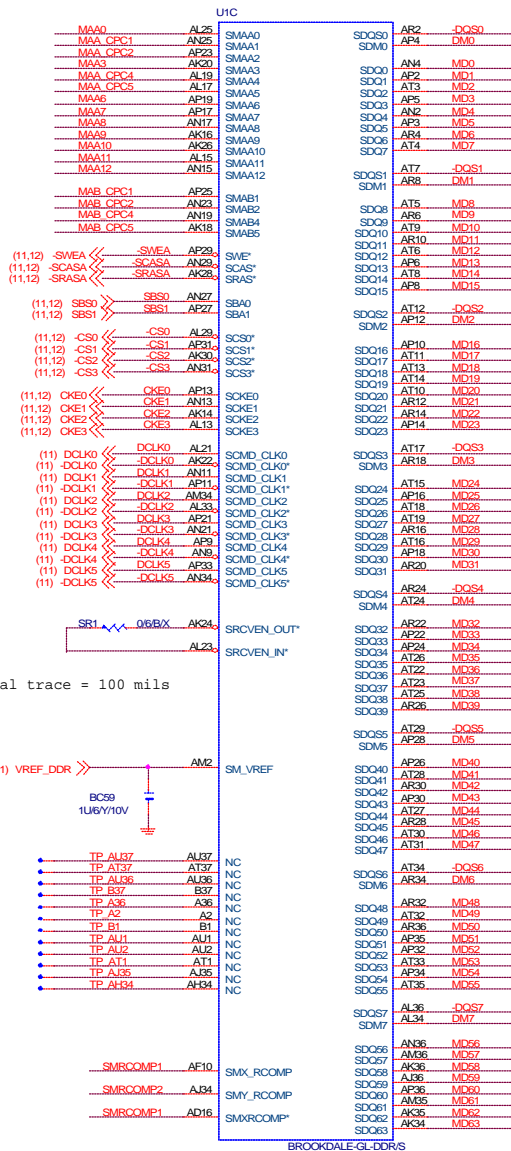 U1C
MAA0 AL25 SMAA0
MAA_CPC1 AN25 SMAA1
MAA_CPC2 AP23 SMAA2
MAA3 AK20 SMAA3
MAA_CPC4 AL19 SMAA4
MAA_CPC5 AL17 SMAA5
MAA6 AP19 SMAA6
MAA7 AP17 SMAA7
MAA8 AN17 SMAA8
MAA9 AK16 SMAA9
MAA10 AK26 SMAA10
MAA11 AL15 SMAA11
MAA12 AN15 SMAA12
MAB_CPC1 AP25 SMAB1
MAB_CPC2 AN23 SMAB2
MAB_CPC4 AN19 SMAB4
MAB_CPC5 AK18 SMAB5
(11,12) -SWEA -SWEA AP29 SWE*
(11,12) -SCASA -SCASA AN29 SCAS*
(11,12) -SRASA -SRASA AK28 SRAS*
(11,12) SBS0 SBS0 AN27 SBA0
(11,12) SBS1 SBS1 AP27 SBA1
(11,12) -CS0 -CS0 AL29 SCS0*
(11,12) -CS1 -CS1 AP31 SCS1*
(11,12) -CS2 -CS2 AK30 SCS2*
(11,12) -CS3 -CS3 AN31 SCS3*
(11,12) CKE0 CKE0 AP13 SCKE0
(11,12) CKE1 CKE1 AN13 SCKE1
(11,12) CKE2 CKE2 AK14 SCKE2
(11,12) CKE3 CKE3 AL13 SCKE3
(11) DCLK0 DCLK0 AL21 SCMD_CLK0
(11) -DCLK0 -DCLK0 AK22 SCMD_CLK0*
(11) DCLK1 DCLK1 AN11 SCMD_CLK1
(11) -DCLK1 -DCLK1 AP11 SCMD_CLK1*
(11) DCLK2 DCLK2 AM34 SCMD_CLK2
(11) -DCLK2 -DCLK2 AL33 SCMD_CLK2*
(11) DCLK3 DCLK3 AP21 SCMD_CLK3
(11) -DCLK3 -DCLK3 AN21 SCMD_CLK3*
(11) DCLK4 DCLK4 AP9 SCMD_CLK4
(11) -DCLK4 -DCLK4 AN9 SCMD_CLK4*
(11) DCLK5 DCLK5 AP33 SCMD_CLK5
(11) -DCLK5 -DCLK5 AN34 SCMD_CLK5*
SR1 0/6/B/X AK24 SRCVEN_OUT*
AL23 SRCVEN_IN*
al trace = 100 mils
1) VREF_DDR AM2 SM_VREF
BC59
1U/6/Y/10V
TP_AU37 AU37 NC
TP_AT37 AT37 NC
TP_AU36 AU36 NC
TP_B37 B37 NC
TP_A36 A36 NC
TP_A2 A2 NC
TP_B1 B1 NC
TP_AU1 AU1 NC
TP_AU2 AU2 NC
TP_AT1 AT1 NC
TP_AJ35 AJ35 NC
TP_AH34 AH34 NC
SMRCOMP1 AF10 SMX_RCOMP
SMRCOMP2 AJ34 SMY_RCOMP
SMRCOMP1 AD16 SMXRCOMP*
SDQS0 AR2 -DQS0
SDM0 AP4 DM0
SDQ0 AN4 MD0
SDQ1 AP2 MD1
SDQ2 AT3 MD2
SDQ3 AP5 MD3
SDQ4 AN2 MD4
SDQ5 AP3 MD5
SDQ6 AR4 MD6
SDQ7 AT4 MD7
SDQS1 AT7 -DQS1
SDM1 AR8 DM1
SDQ8 AT5 MD8
SDQ9 AR6 MD9
SDQ10 AT9 MD10
SDQ11 AR10 MD11
SDQ12 AT6 MD12
SDQ13 AP6 MD13
SDQ14 AT8 MD14
SDQ15 AP8 MD15
SDQS2 AT12 -DQS2
SDM2 AP12 DM2
SDQ16 AP10 MD16
SDQ17 AT11 MD17
SDQ18 AT13 MD18
SDQ19 AT14 MD19
SDQ20 AT10 MD20
SDQ21 AR12 MD21
SDQ22 AR14 MD22
SDQ23 AP14 MD23
SDQS3 AT17 -DQS3
SDM3 AR18 DM3
SDQ24 AT15 MD24
SDQ25 AP16 MD25
SDQ26 AT18 MD26
SDQ27 AT19 MD27
SDQ28 AR16 MD28
SDQ29 AT16 MD29
SDQ30 AP18 MD30
SDQ31 AR20 MD31
SDQS4 AR24 -DQS4
SDM4 AT24 DM4
SDQ32 AR22 MD32
SDQ33 AP22 MD33
SDQ34 AP24 MD34
SDQ35 AT26 MD35
SDQ36 AT22 MD36
SDQ37 AT23 MD37
SDQ38 AT25 MD38
SDQ39 AR26 MD39
SDQS5 AT29 -DQS5
SDM5 AP28 DM5
SDQ40 AP26 MD40
SDQ41 AT28 MD41
SDQ42 AR30 MD42
SDQ43 AP30 MD43
SDQ44 AT27 MD44
SDQ45 AR28 MD45
SDQ46 AT30 MD46
SDQ47 AT31 MD47
SDQS6 AT34 -DQS6
SDM6 AR34 DM6
SDQ48 AR32 MD48
SDQ49 AT32 MD49
SDQ50 AR36 MD50
SDQ51 AP35 MD51
SDQ52 AP32 MD52
SDQ53 AT33 MD53
SDQ54 AP34 MD54
SDQ55 AT35 MD55
SDQS7 AL36 -DQS7
SDM7 AL34 DM7
SDQ56 AN36 MD56
SDQ57 AM36 MD57
SDQ58 AK36 MD58
SDQ59 AJ36 MD59
SDQ60 AP36 MD60
SDQ61 AM35 MD61
SDQ62 AK35 MD62
SDQ63 AK34 MD63
BROOKDALE-GL-DDR/S